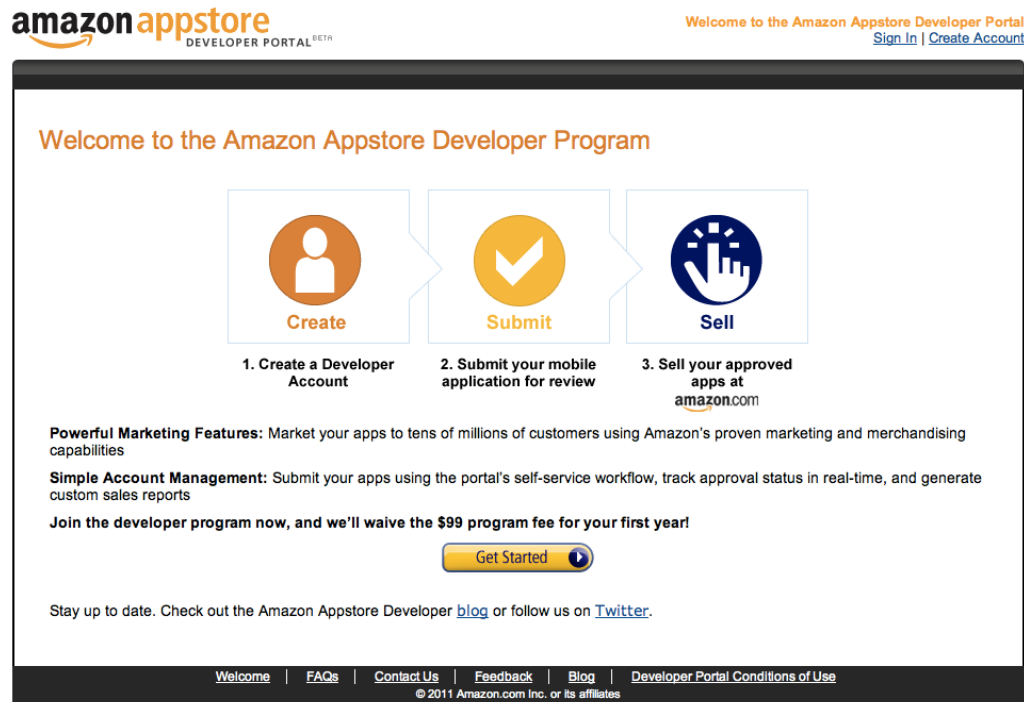 amazon appstore
DEVELOPER PORTAL BETA
Welcome to the Amazon Appstore Developer Portal
Sign In | Create Account
Welcome to the Amazon Appstore Developer Program
Create
Submit
Sell
1. Create a Developer
Account
2. Submit your mobile
application for review
3. Sell your approved
apps at
amazon.com
Powerful Marketing Features: Market your apps to tens of millions of customers using Amazon's proven marketing and merchandising
capabilities
Simple Account Management: Submit your apps using the portal's self-service workflow, track approval status in real-time, and generate
custom sales reports
Join the developer program now, and we'll waive the $99 program fee for your first year!
Get Started
Stay up to date. Check out the Amazon Appstore Developer blog or follow us on Twitter.
Welcome | FAQs | Contact Us | Feedback | Blog | Developer Portal Conditions of Use
© 2011 Amazon.com Inc. or its affiliates